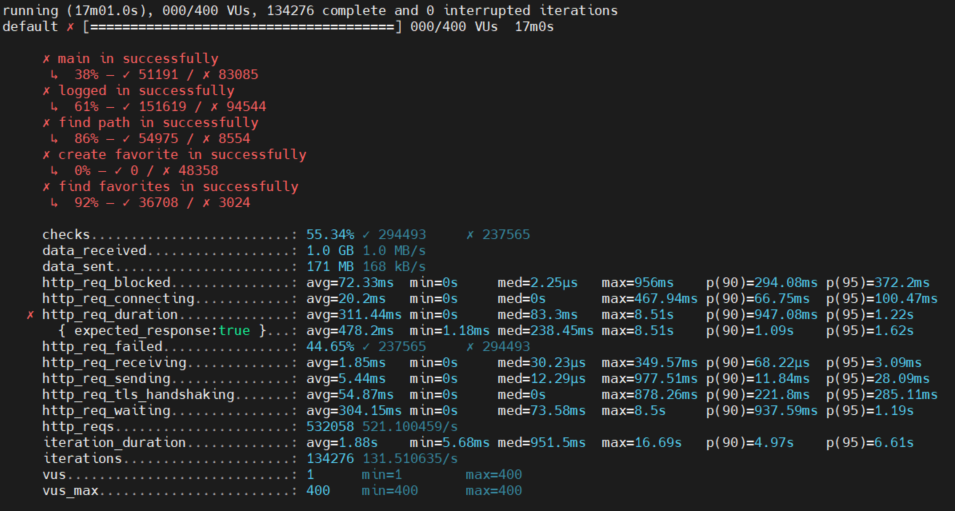 running (17m01.0s), 000/400 VUs, 134276 complete and 0 interrupted iterations
default ✗ [======================================] 000/400 VUs  17m0s
✗ main in successfully
↳  38% — ✓ 51191 / ✗ 83085
✗ logged in successfully
↳  61% — ✓ 151619 / ✗ 94544
✗ find path in successfully
↳  86% — ✓ 54975 / ✗ 8554
✗ create favorite in successfully
↳  0% — ✓ 0 / ✗ 48358
✗ find favorites in successfully
↳  92% — ✓ 36708 / ✗ 3024
checks.........................: 55.34% ✓ 294493     ✗ 237565
data_received..................: 1.0 GB 1.0 MB/s
data_sent......................: 171 MB 168 kB/s
http_req_blocked...............: avg=72.33ms  min=0s     med=2.25µs   max=956ms    p(90)=294.08ms p(95)=372.2ms
http_req_connecting............: avg=20.2ms   min=0s     med=0s       max=467.94ms p(90)=66.75ms  p(95)=100.47ms
✗ http_req_duration..............: avg=311.44ms min=0s     med=83.3ms   max=8.51s    p(90)=947.08ms p(95)=1.22s
{ expected_response:true }...: avg=478.2ms  min=1.18ms med=238.45ms max=8.51s    p(90)=1.09s    p(95)=1.62s
http_req_failed................: 44.65% ✓ 237565     ✗ 294493
http_req_receiving.............: avg=1.85ms   min=0s     med=30.23µs  max=349.57ms p(90)=68.22µs  p(95)=3.09ms
http_req_sending...............: avg=5.44ms   min=0s     med=12.29µs  max=977.51ms p(90)=11.84ms  p(95)=28.09ms
http_req_tls_handshaking.......: avg=54.87ms  min=0s     med=0s       max=878.26ms p(90)=221.8ms  p(95)=285.11ms
http_req_waiting...............: avg=304.15ms min=0s     med=73.58ms  max=8.5s     p(90)=937.59ms p(95)=1.19s
http_reqs......................: 532058 521.100459/s
iteration_duration.............: avg=1.88s    min=5.68ms med=951.5ms  max=16.69s   p(90)=4.97s    p(95)=6.61s
iterations.....................: 134276 131.510635/s
vus............................: 1      min=1        max=400
vus_max........................: 400    min=400      max=400